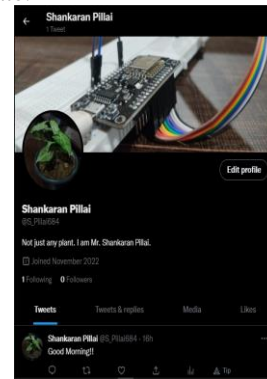 Shankaran Pillai
1 Tweet
Edit profile
Shankaran Pillai
@S_Pillai684
Not just any plant. I am Mr. Shankaran Pillai.
Joined November 2022
1 Following 0 Followers
Tweets Tweets & replies Media Likes
Shankaran Pillai @S_Pillai684 · 16h
Good Morning!!
Tip